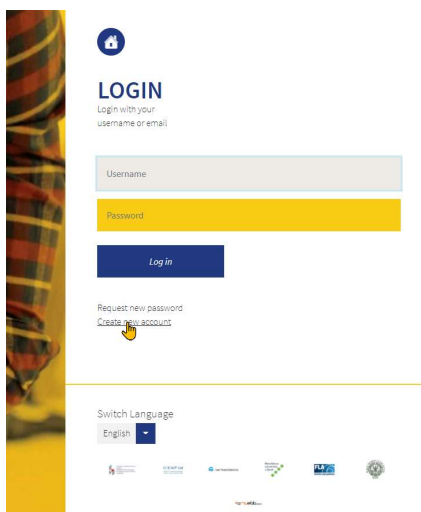 LOGIN
Login with your
username or email
Username
Password
Log in
Request new password
Create new account
Switch Language
English
FLA